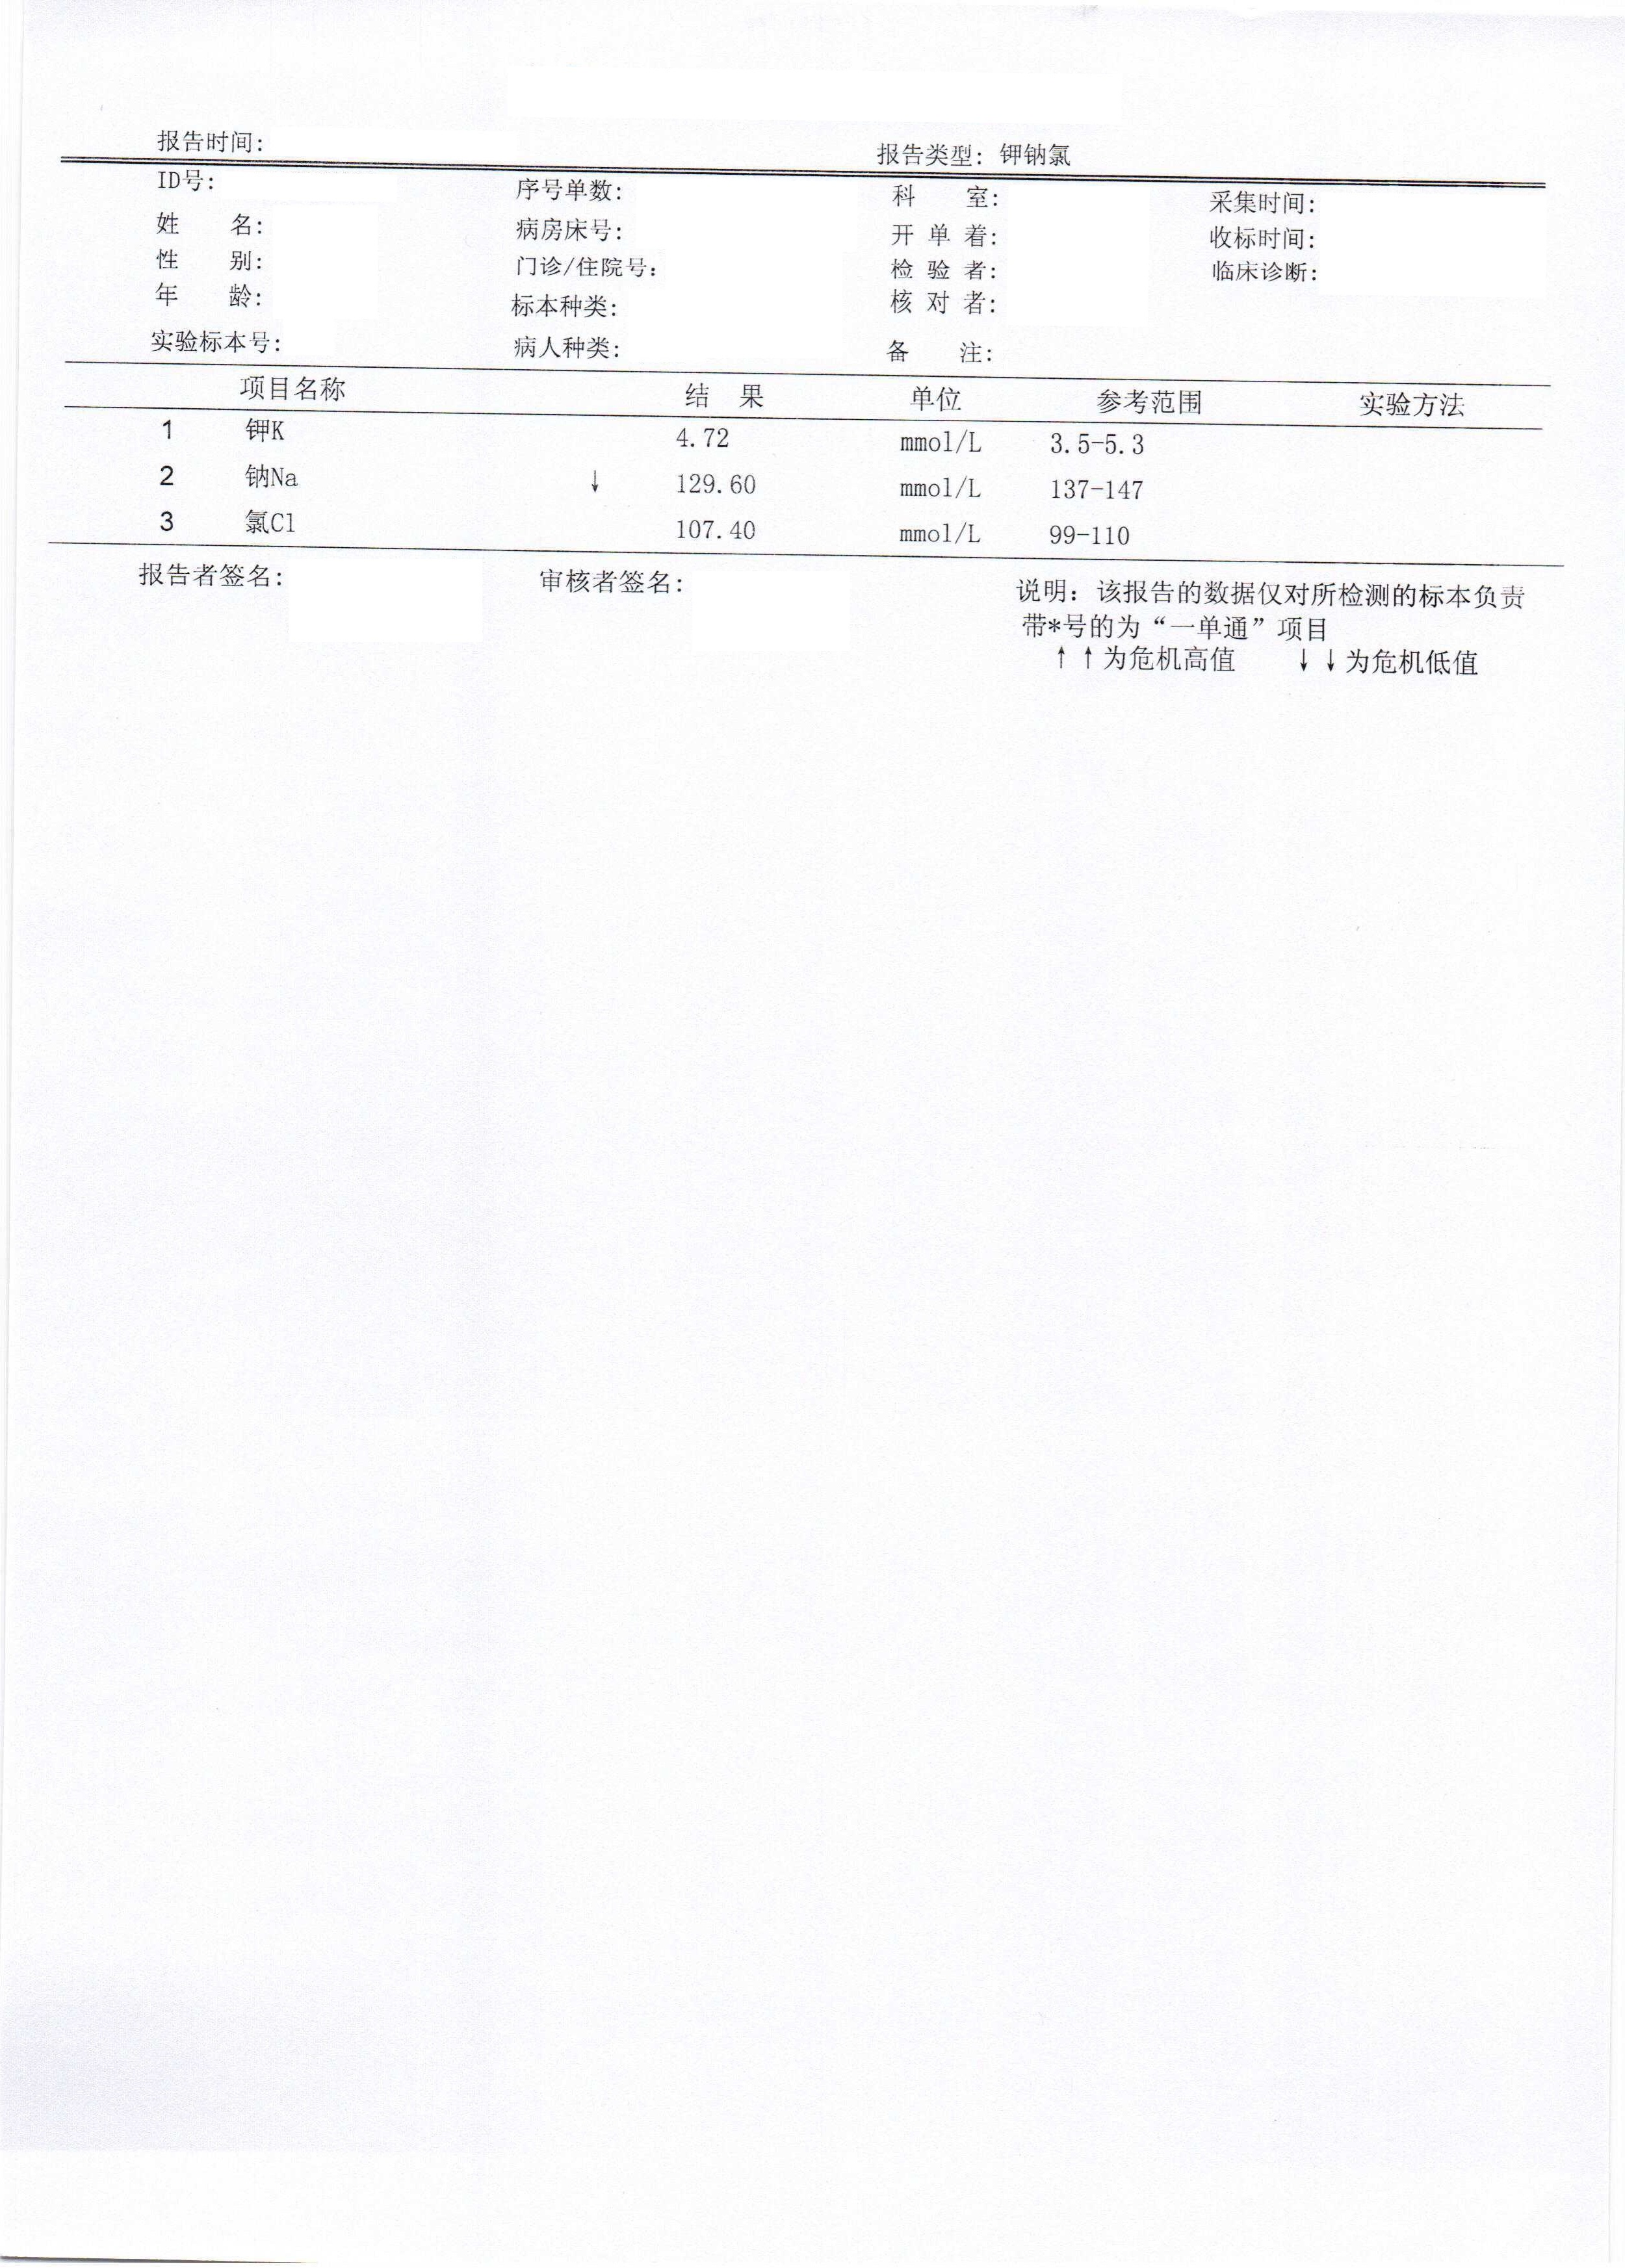 报告时间:
报告类型: 钾钠氯
ID号: 序号单数: 科 室: 采集时间:
姓 名: 病房床号: 开 单 着: 收标时间:
性 别: 门诊/住院号: 检 验 者: 临床诊断:
年 龄: 标本种类: 核 对 者:
实验标本号: 病人种类: 备 注:
项目名称 结 果 单位 参考范围 实验方法
1 钾K 4.72 mmol/L 3.5-5.3
2 钠Na ↓ 129.60 mmol/L 137-147
3 氯Cl 107.40 mmol/L 99-110
报告者签名: 审核者签名: 说明: 该报告的数据仅对所检测的标本负责
带*号的为“一单通”项目
↑↑为危机高值 ↓↓为危机低值